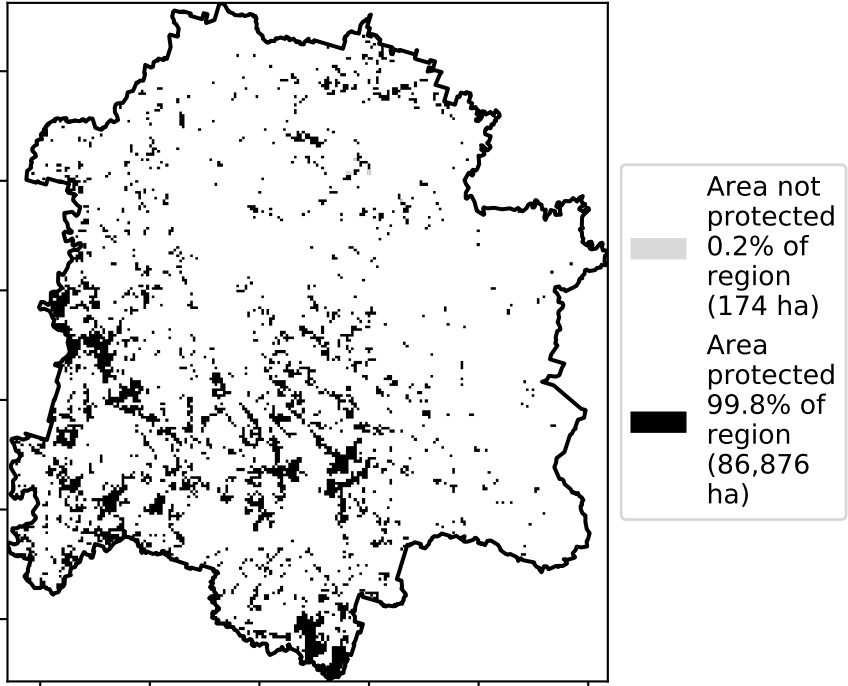 Area not
protected
0.2% of
region
(174 ha)
Area
protected
99.8% of
region
(86,876
ha)